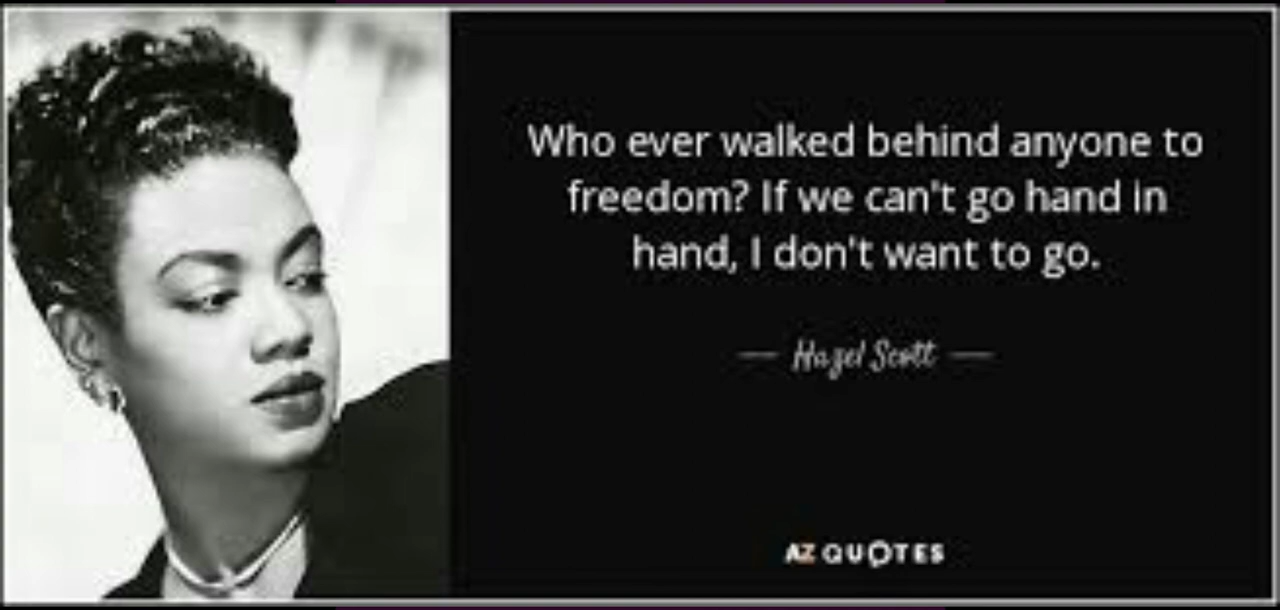 Who ever walked behind anyone to
freedom? If we can't go hand in
hand, I don't want to go.
— Hazel Scott —
AZ QUOTES